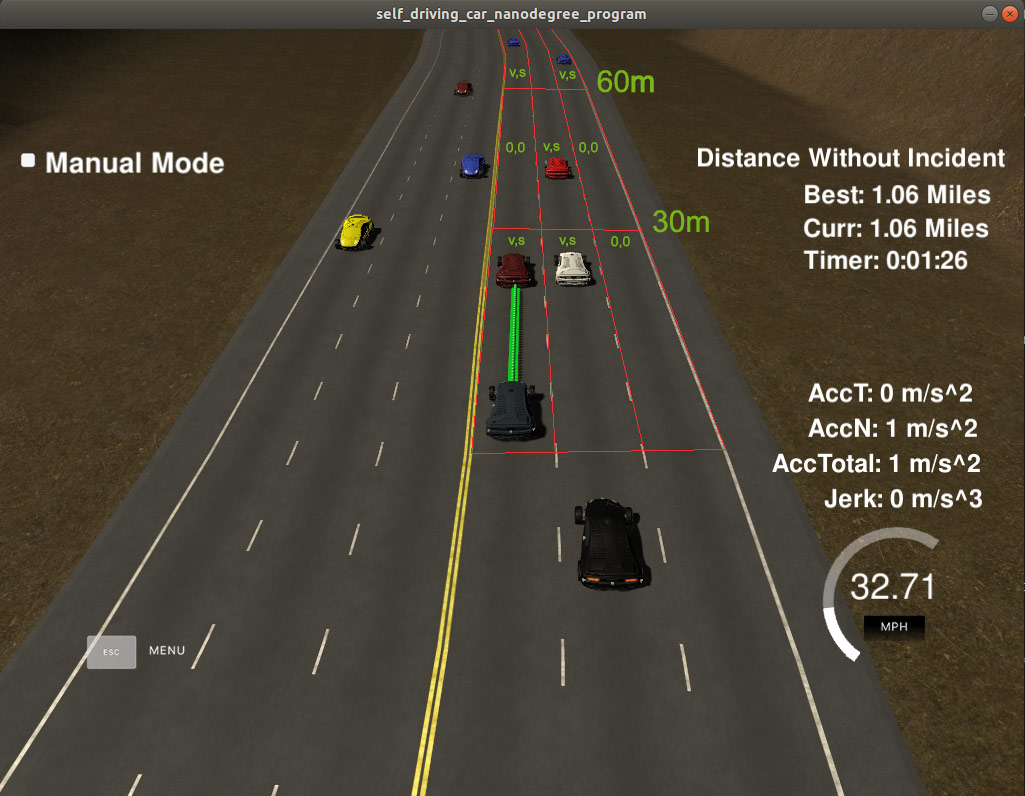 self_driving_car_nanodegree_program
v,s v,s 60m
0,0 v,s 0,0
Manual Mode
Distance Without Incident
Best: 1.06 Miles
Curr: 1.06 Miles
Timer: 0:01:26
30m
v,s v,s 0,0
AccT: 0 m/s^2
AccN: 1 m/s^2
AccTotal: 1 m/s^2
Jerk: 0 m/s^3
32.71
MPH
ESC MENU